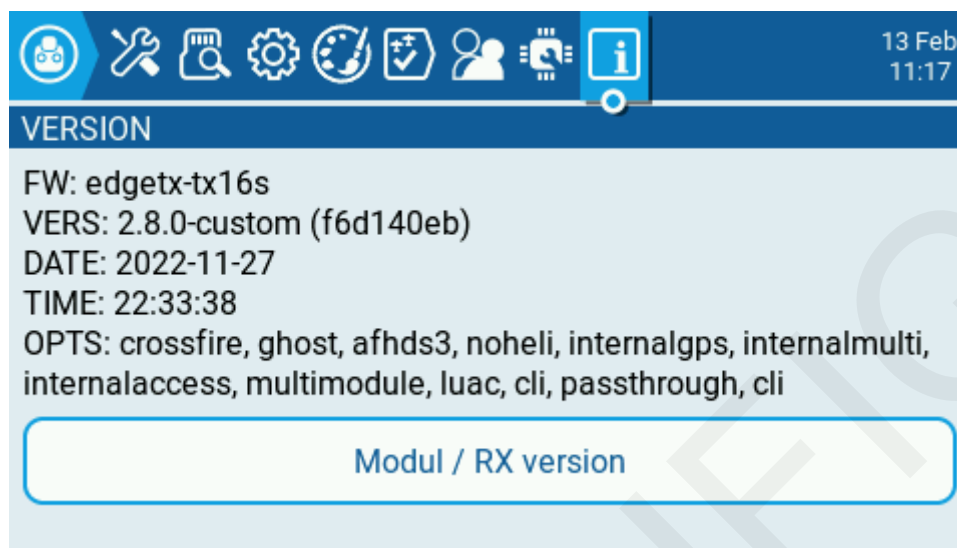 13 Feb
11:17
VERSION
FW: edgetx-tx16s
VERS: 2.8.0-custom (f6d140eb)
DATE: 2022-11-27
TIME: 22:33:38
OPTS: crossfire, ghost, afhds3, noheli, internalgps, internalmulti,
internalaccess, multimodule, luac, cli, passthrough, cli
Modul / RX version